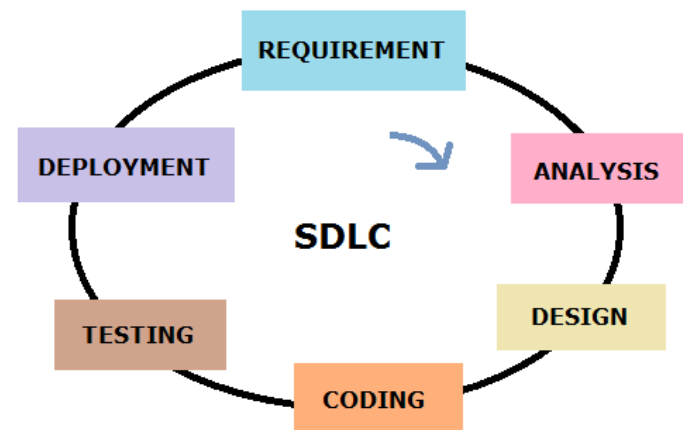 REQUIREMENT
DEPLOYMENT
ANALYSIS
SDLC
TESTING
DESIGN
CODING